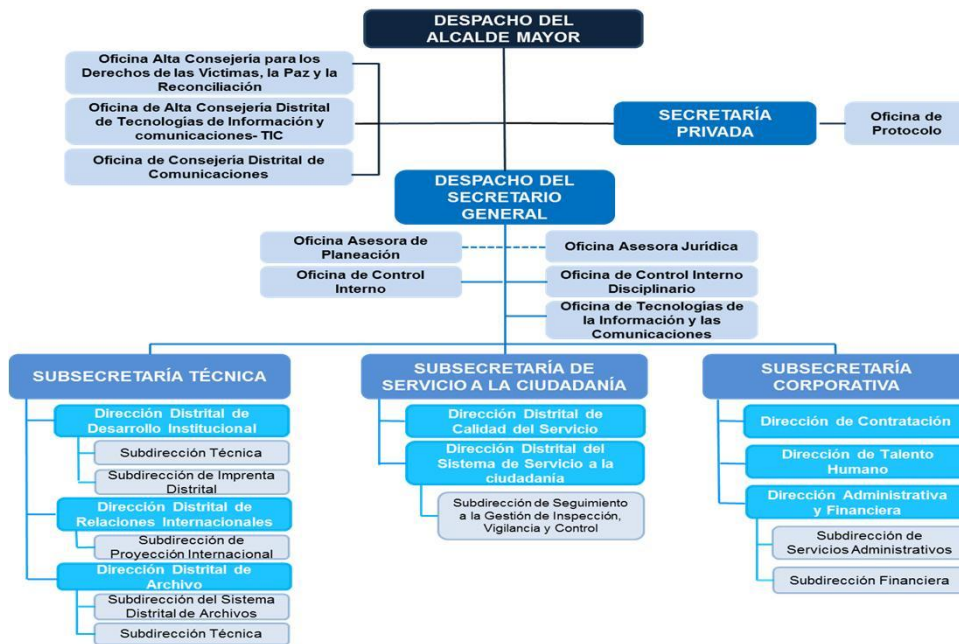 DESPACHO DEL
ALCALDE MAYOR
Oficina Alta Consejería para los
Derechos de las Víctimas, la Paz y la
Reconciliación
Oficina de Alta Consejería Distrital
de Tecnologías de Información y
comunicaciones- TIC
Oficina de Consejería Distrital de
Comunicaciones
SECRETARÍA
PRIVADA
Oficina de
Protocolo
DESPACHO DEL
SECRETARIO
GENERAL
Oficina Asesora de
Planeación
Oficina Asesora Jurídica
Oficina de Control
Interno
Oficina de Control Interno
Disciplinario
Oficina de Tecnologías de
la Información y las
Comunicaciones
SUBSECRETARÍA TÉCNICA
Dirección Distrital de
Desarrollo Institucional
Subdirección Técnica
Subdirección de Imprenta
Distrital
Dirección Distrital de
Relaciones Internacionales
Subdirección de
Proyección Internacional
Dirección Distrital de
Archivo
Subdirección del Sistema
Distrital de Archivos
Subdirección Técnica
SUBSECRETARÍA DE
SERVICIO A LA CIUDADANÍA
Dirección Distrital de
Calidad del Servicio
Dirección Distrital del
Sistema de Servicio a la
ciudadanía
Subdirección de Seguimiento
a la Gestión de Inspección,
Vigilancia y Control
SUBSECRETARÍA
CORPORATIVA
Dirección de Contratación
Dirección de Talento
Humano
Dirección Administrativa
y Financiera
Subdirección de
Servicios Administrativos
Subdirección Financiera